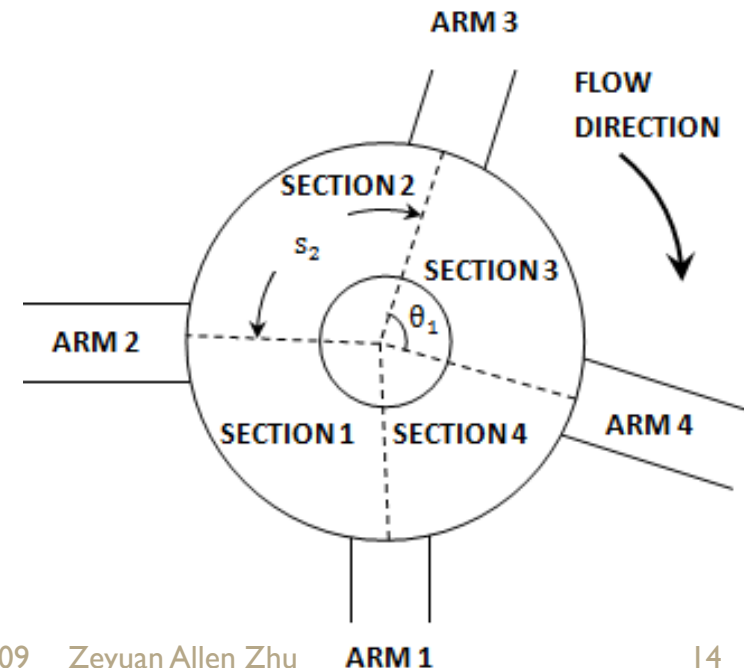 ARM 3
FLOW
DIRECTION
SECTION 2
s₂
SECTION 3
θ₁
ARM 2
SECTION 1
SECTION 4
ARM 4
09 Zeyuan Allen Zhu
ARM 1
14